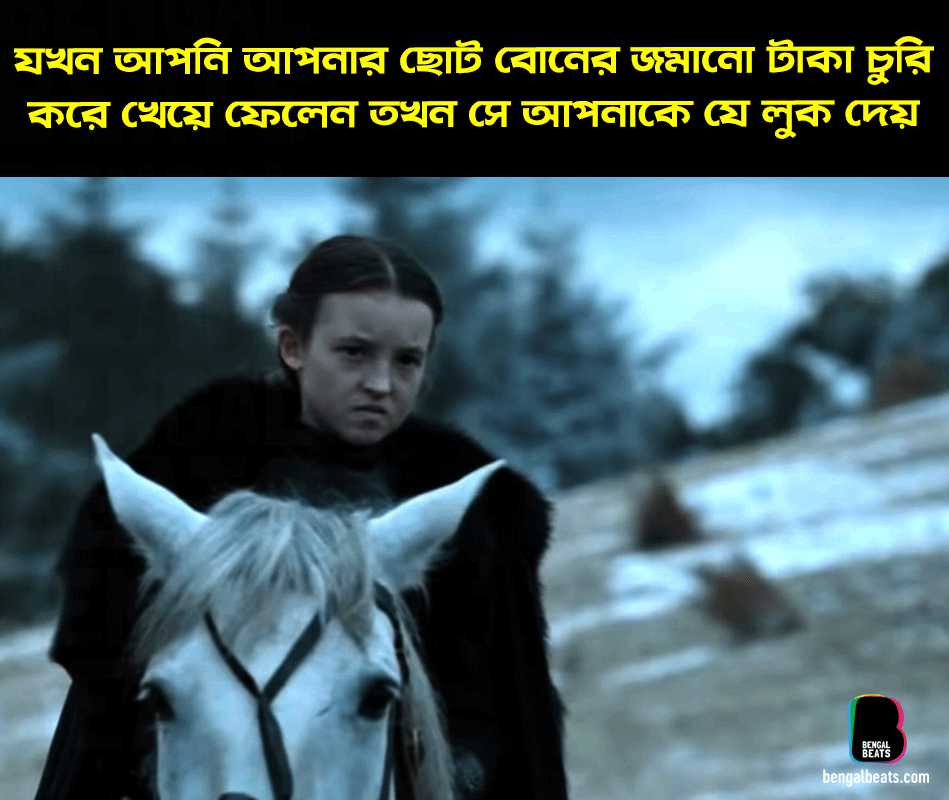 যখন আপনি আপনার ছোট বোনের জমানো টাকা চুরি
করে খেয়ে ফেলেন তখন সে আপনাকে যে লুক দেয়
BENGAL
BEATS
bengalbeats.com